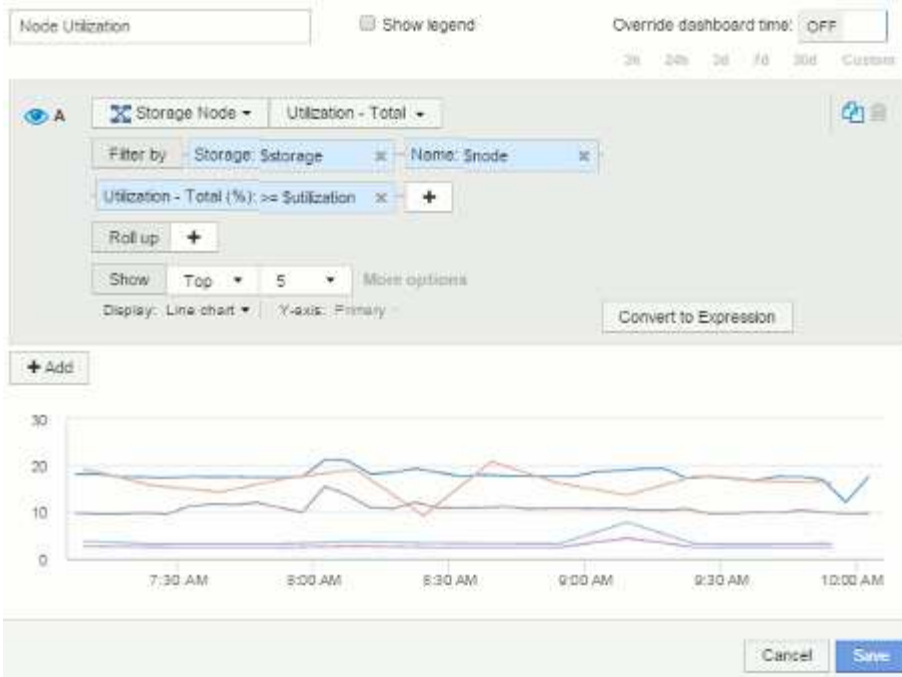 Node Utilization Show legend Override dashboard time: OFF
3h 24h 3d 7d 30d Custom
A Storage Node Utilization - Total
Filter by Storage: $storage × Name: $node ×
Utilization - Total (%): >= $utilization × +
Roll up +
Show Top 5 More options
Display: Line chart Y-axis: Primary
Convert to Expression
+ Add
30
20
10
0
7:30 AM 8:00 AM 8:30 AM 9:00 AM 9:30 AM 10:00 AM
Cancel Save